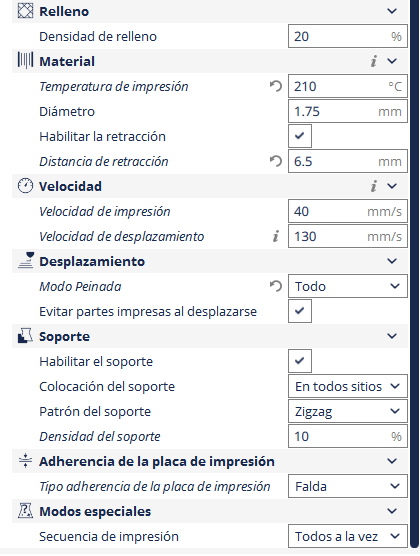 Relleno
Densidad de relleno 20 %
Material i
Temperatura de impresión 210 °C
Diámetro 1.75 mm
Habilitar la retracción
Distancia de retracción 6.5 mm
Velocidad i
Velocidad de impresión 40 mm/s
Velocidad de desplazamiento i 130 mm/s
Desplazamiento
Modo Peinada Todo
Evitar partes impresas al desplazarse
Soporte
Habilitar el soporte
Colocación del soporte En todos sitios
Patrón del soporte Zigzag
Densidad del soporte 10 %
Adherencia de la placa de impresión
Tipo adherencia de la placa de impresión Falda
Modos especiales
Secuencia de impresión Todos a la vez